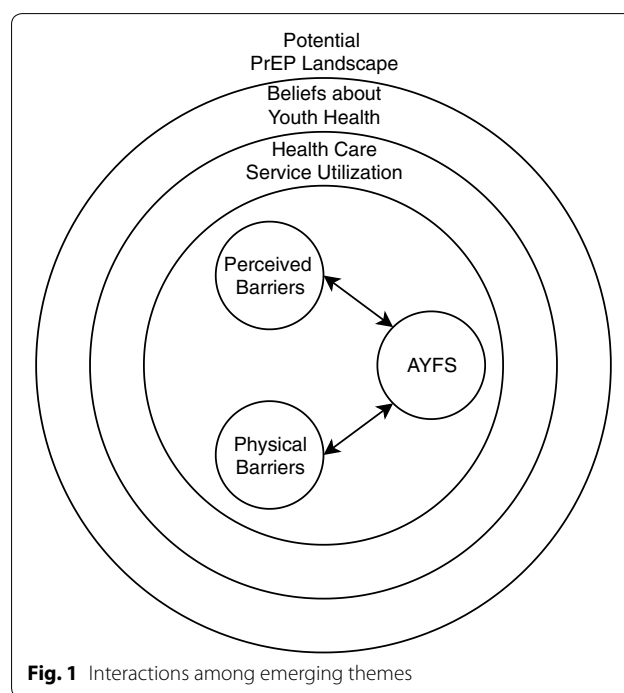 Potential
PrEP Landscape
Beliefs about
Youth Health
Health Care
Service Utilization
Perceived
Barriers
AYFS
Physical
Barriers
Fig. 1 Interactions among emerging themes